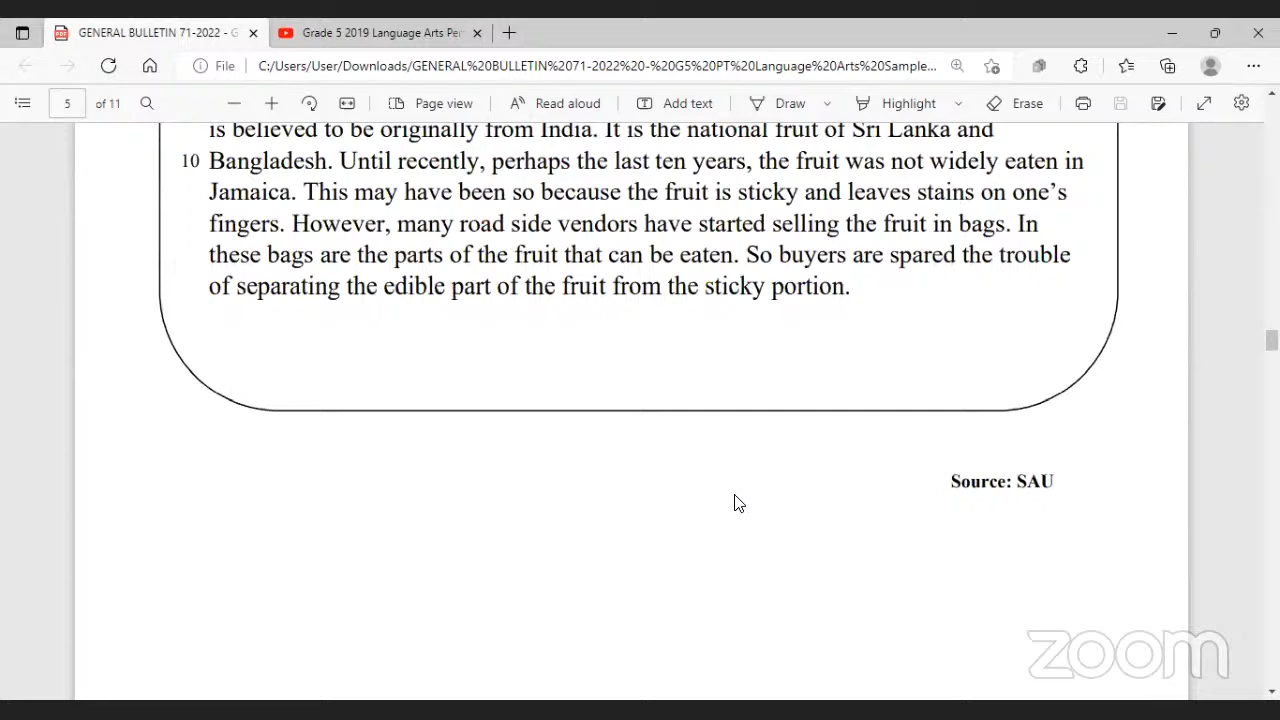 GENERAL BULLETIN 71-2022 - G
Grade 5 2019 Language Arts Per
File
C:/Users/User/Downloads/GENERAL%20BULLETIN%2071-2022%20-%20G5%20PT%20Language%20Arts%20Sample...
5 of 11
Page view
Read aloud
Add text
Draw
Highlight
Erase
is believed to be originally from India. It is the national fruit of Sri Lanka and
10 Bangladesh. Until recently, perhaps the last ten years, the fruit was not widely eaten in
Jamaica. This may have been so because the fruit is sticky and leaves stains on one’s
fingers. However, many road side vendors have started selling the fruit in bags. In
these bags are the parts of the fruit that can be eaten. So buyers are spared the trouble
of separating the edible part of the fruit from the sticky portion.
Source: SAU
zoom